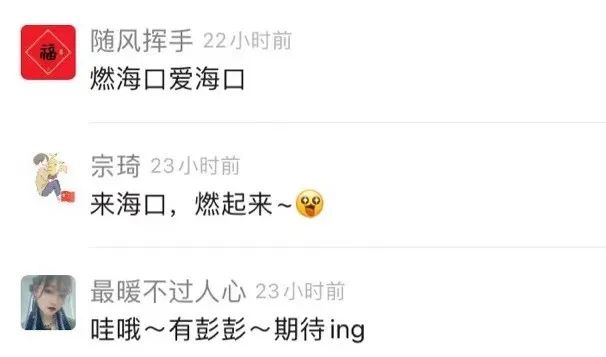 福
随风挥手 22小时前
燃海口爱海口
宗琦 23小时前
来海口，燃起来~
最暖不过人心 23小时前
哇哦～有彭彭～期待ing